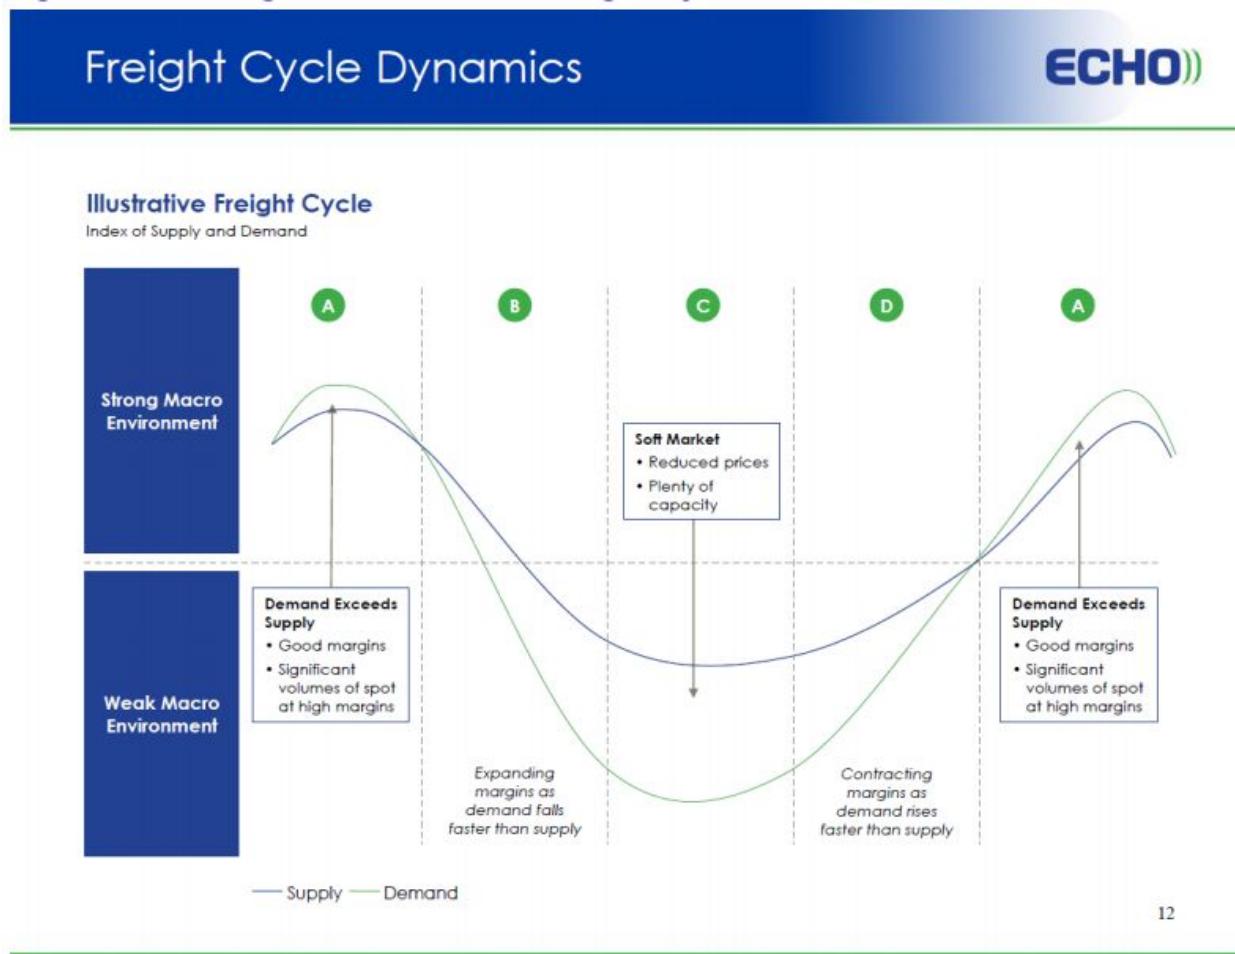 Freight Cycle Dynamics
ECHO
Illustrative Freight Cycle
Index of Supply and Demand
A
B
C
D
A
Strong Macro
Environment
Soft Market
• Reduced prices
• Plenty of
capacity
Demand Exceeds
Supply
• Good margins
• Significant
volumes of spot
at high margins
Demand Exceeds
Supply
• Good margins
• Significant
volumes of spot
at high margins
Weak Macro
Environment
Expanding
margins as
demand falls
faster than supply
Contracting
margins as
demand rises
faster than supply
Supply
Demand
12